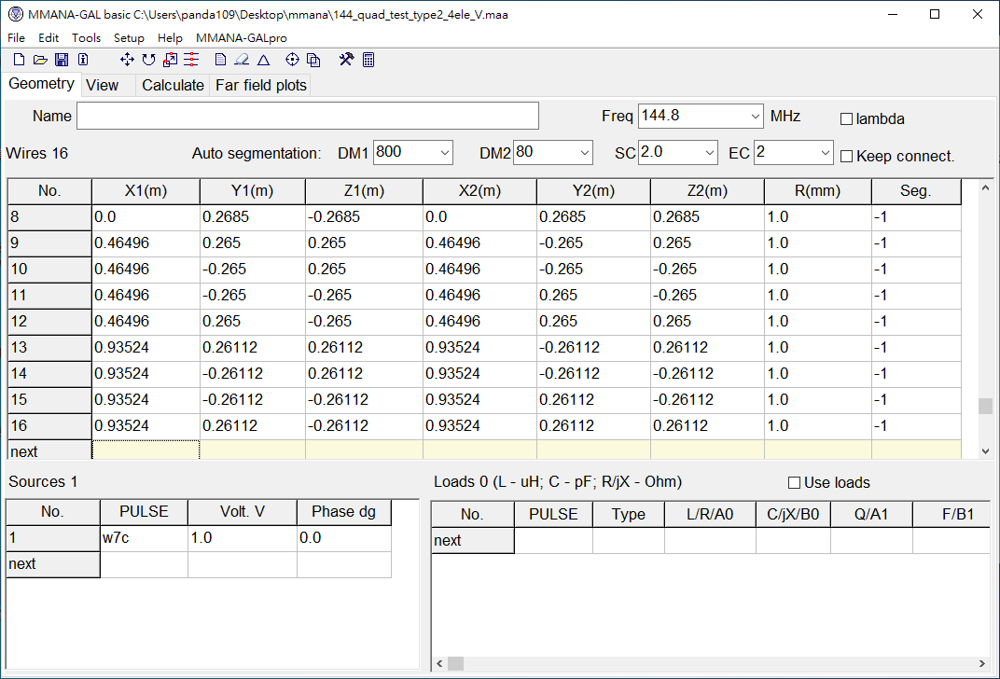 MMANA-GAL basic C:\Users\panda109\Desktop\mmana\144_quad_test_type2_4ele_V.maa
File Edit Tools Setup Help MMANA-GALpro
Geometry View Calculate Far field plots
Name Freq 144.8 MHz lambda
Wires 16 Auto segmentation: DM1 800 DM2 80 SC 2.0 EC 2 Keep connect.
No. X1(m) Y1(m) Z1(m) X2(m) Y2(m) Z2(m) R(mm) Seg.
8 0.0 0.2685 -0.2685 0.0 0.2685 0.2685 1.0 -1
9 0.46496 0.265 0.265 0.46496 -0.265 0.265 1.0 -1
10 0.46496 -0.265 0.265 0.46496 -0.265 -0.265 1.0 -1
11 0.46496 -0.265 -0.265 0.46496 0.265 -0.265 1.0 -1
12 0.46496 0.265 -0.265 0.46496 0.265 0.265 1.0 -1
13 0.93524 0.26112 0.26112 0.93524 -0.26112 0.26112 1.0 -1
14 0.93524 -0.26112 0.26112 0.93524 -0.26112 -0.26112 1.0 -1
15 0.93524 -0.26112 -0.26112 0.93524 0.26112 -0.26112 1.0 -1
16 0.93524 0.26112 -0.26112 0.93524 0.26112 0.26112 1.0 -1
next
Sources 1
No. PULSE Volt. V Phase dg
1 w7c 1.0 0.0
next
Loads 0 (L - uH; C - pF; R/jX - Ohm) Use loads
No. PULSE Type L/R/A0 C/jX/B0 Q/A1 F/B1
next